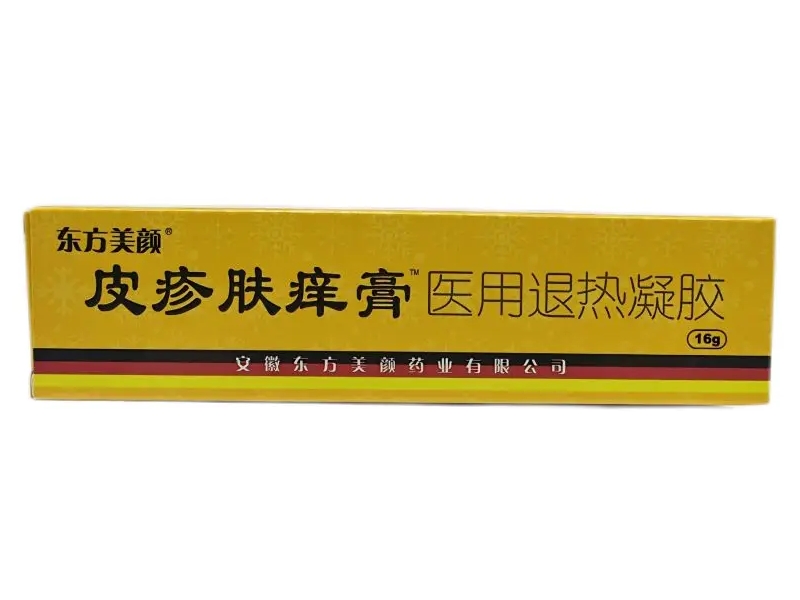 东方美颜®
皮疹肤痒膏™ 医用退热凝胶
16g
安徽东方美颜药业有限公司